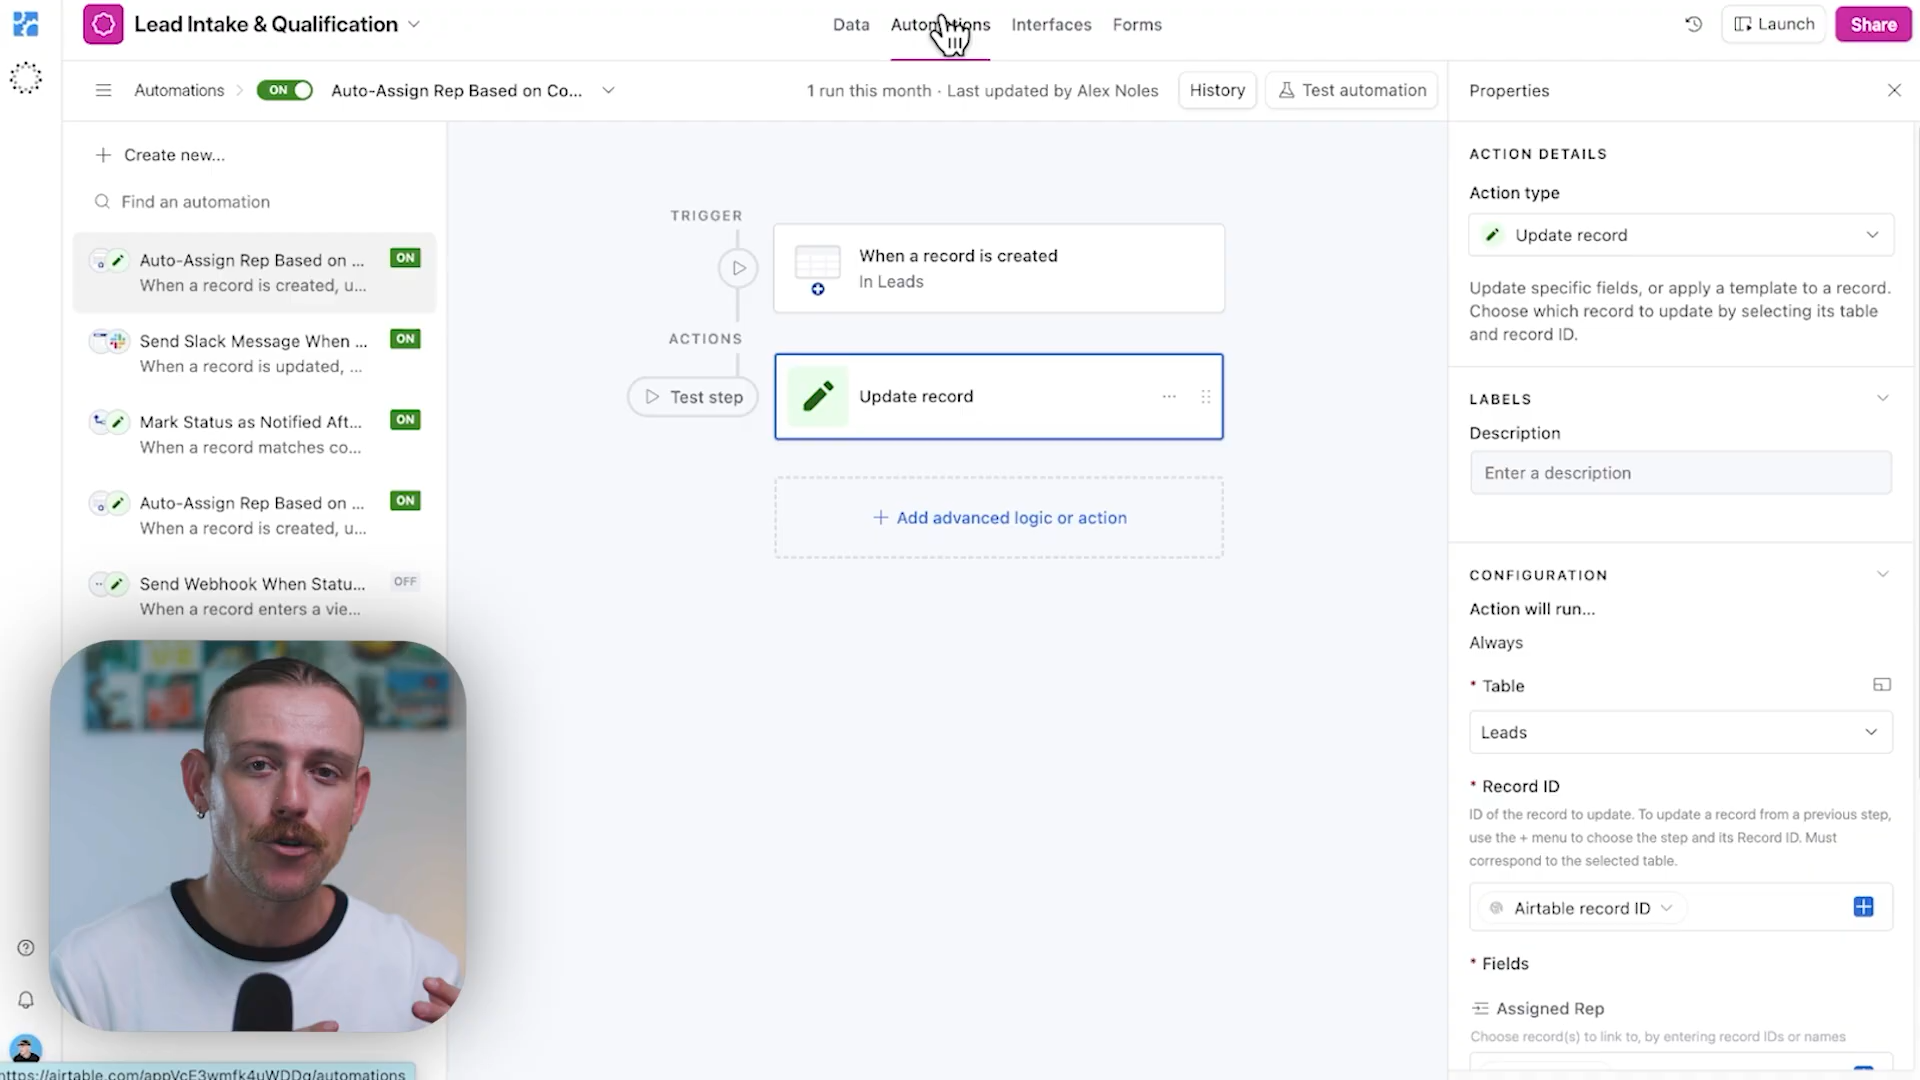 Lead Intake & Qualification
Data
Automations
Interfaces
Forms
Launch
Share
Automations
ON
Auto-Assign Rep Based on Co...
1 run this month · Last updated by Alex Noles
History
Test automation
Properties
Create new...
Find an automation
Auto-Assign Rep Based on ...
ON
When a record is created, u...
Send Slack Message When ...
ON
When a record is updated, ...
Mark Status as Notified Aft...
ON
When a record matches co...
Auto-Assign Rep Based on ...
ON
When a record is created, u...
Send Webhook When Statu...
OFF
When a record enters a vie...
TRIGGER
When a record is created
In Leads
ACTIONS
Test step
Update record
Add advanced logic or action
ACTION DETAILS
Action type
Update record
Update specific fields, or apply a template to a record.
Choose which record to update by selecting its table
and record ID.
LABELS
Description
Enter a description
CONFIGURATION
Action will run...
Always
* Table
Leads
* Record ID
ID of the record to update. To update a record from a previous step,
use the + menu to choose the step and its Record ID. Must
correspond to the selected table.
Airtable record ID
* Fields
Assigned Rep
Choose record(s) to link to, by entering record IDs or names
https://airtable.com/appVcE3wmfk4uWDDg/automations